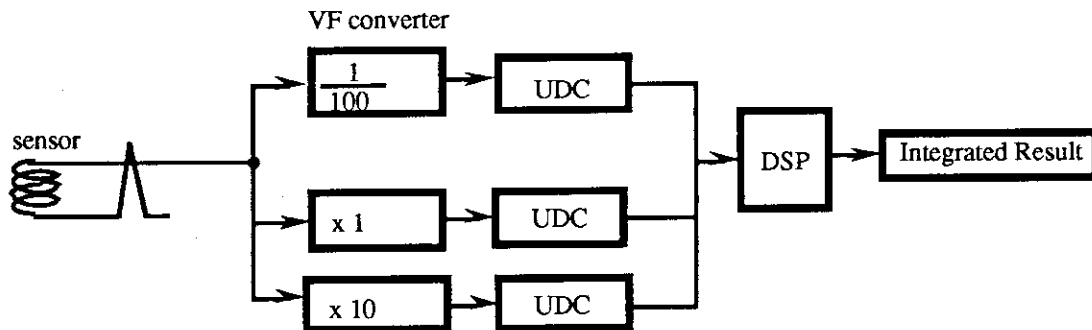 VF converter
1
100
UDC
sensor
DSP
Integrated Result
x 1
UDC
x 10
UDC